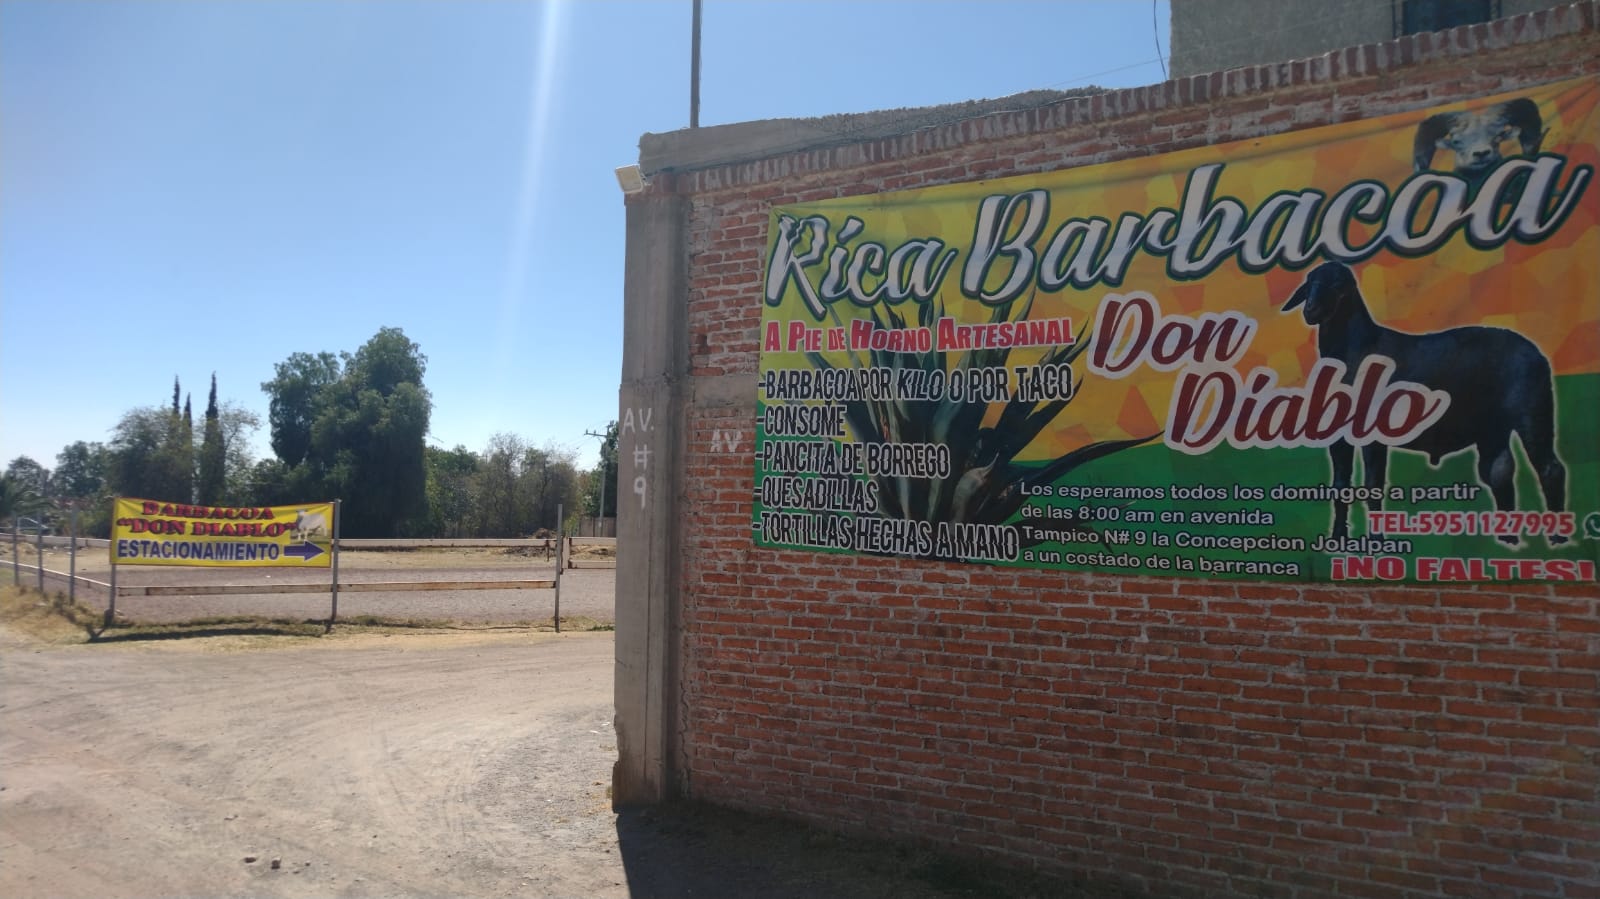 BARBACOA
"DON DIABLO"
ESTACIONAMIENTO
AV.
#
9
AV.
Rica Barbacoa
Don
Diablo
A PIE DE HORNO ARTESANAL
-BARBACOA POR KILO O POR TACO
-CONSOME
-PANCITA DE BORREGO
-QUESADILLAS
-TORTILLAS HECHAS A MANO
Los esperamos todos los domingos a partir
de las 8:00 am en avenida
Tampico N# 9 la Concepcion Jolalpan
a un costado de la barranca
TEL:5951127995
¡NO FALTES!